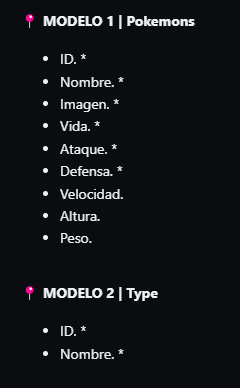 MODELO 1 | Pokemons
• ID. *
• Nombre. *
• Imagen. *
• Vida. *
• Ataque. *
• Defensa. *
• Velocidad.
• Altura.
• Peso.
MODELO 2 | Type
• ID. *
• Nombre. *